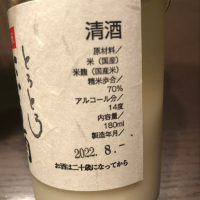 清酒
原材料／
米（国産）
米麹（国産米）
精米歩合／
70％
アルコール分／
14度
内容量／
180ml
製造年月／
2022. 8. -
お酒は二十歳になってから
とろとろ